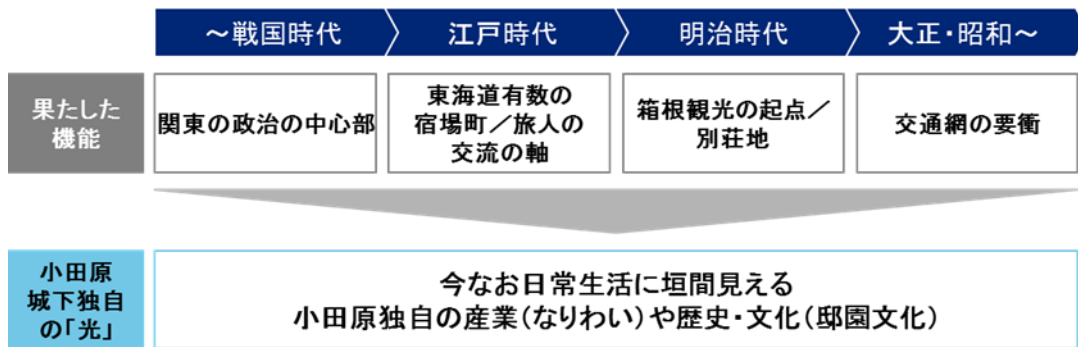 ～戦国時代
江戸時代
明治時代
大正・昭和～
果たした
機能
関東の政治の中心部
東海道有数の
宿場町／旅人の
交流の軸
箱根観光の起点／
別荘地
交通網の要衝
小田原
城下独自
の「光」
今なお日常生活に垣間見える
小田原独自の産業（なりわい）や歴史・文化（邸園文化）